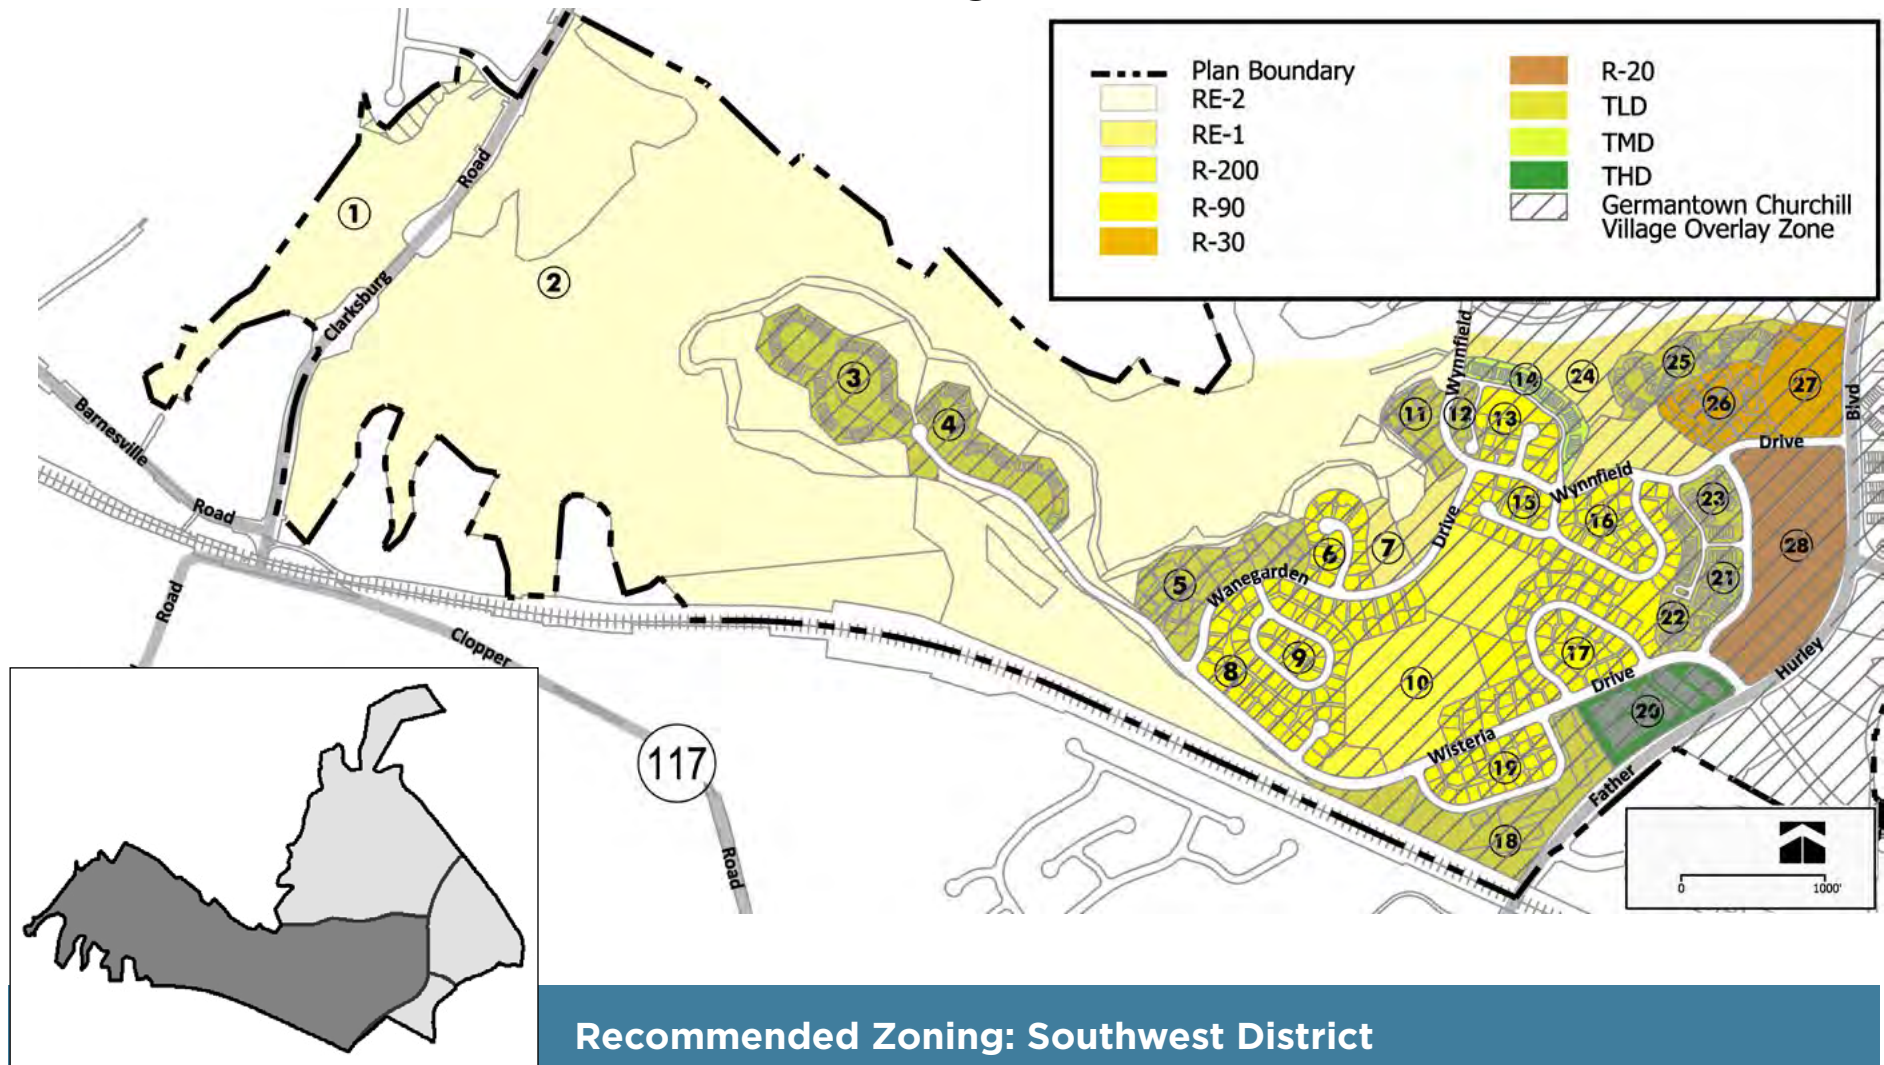 g
Plan Boundary
RE-2
RE-1
R-200
R-90
R-30
R-20
TLD
TMD
THD
Germantown Churchill
Village Overlay Zone
Road
1
2
Clarksburg
3
4
Barnesville
Road
Road
Clopper
117
Road
Wynnfield
14
24
25
11
12
13
26
27
Blvd
Drive
Wynnfield
15
16
23
28
Drive
5
6
7
Wanegarden
21
22
8
9
10
17
Drive
Hurley
20
Wisteria
19
Father
18
0
1000'
Recommended Zoning: Southwest District